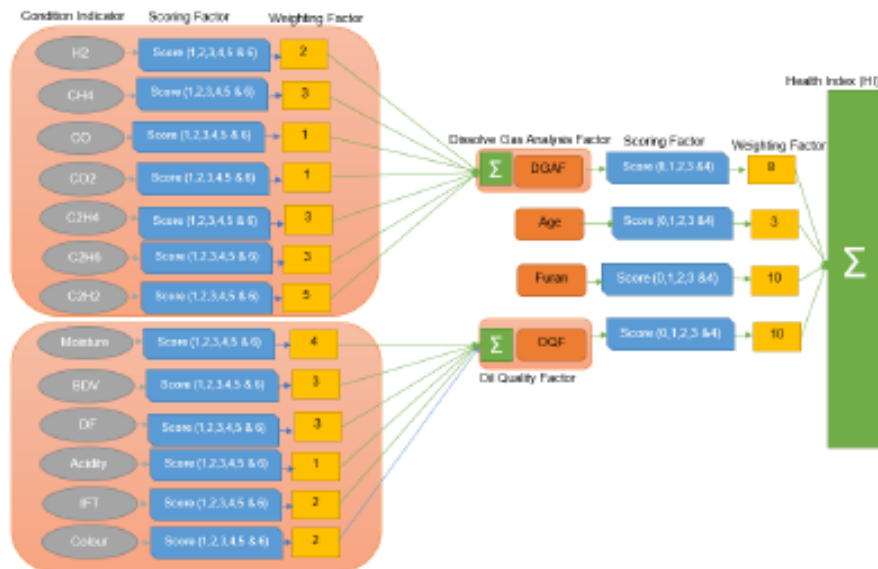 Condition Indicator Scoring Factor Weighting Factor
H2 Score (1,2,3,4,5 & 6) 2
CH4 Score (1,2,3,4,5 & 6) 3
CO Score (1,2,3,4,5 & 6) 1
CO2 Score (1,2,3,4,5 & 6) 1
C2H4 Score (1,2,3,4,5 & 6) 3
C2H6 Score (1,2,3,4,5 & 6) 3
C2H2 Score (1,2,3,4,5 & 6) 5
Moisture Score (1,2,3,4,5 & 6) 4
BDV Score (1,2,3,4,5 & 6) 3
DF Score (1,2,3,4,5 & 6) 3
Acidity Score (1,2,3,4,5 & 6) 1
IFT Score (1,2,3,4,5 & 6) 2
Colour Score (1,2,3,4,5 & 6) 2
Dissolve Gas Analysis Factor Scoring Factor Weighting Factor
Σ DGAF Score (0,1,2,3 &4)
Age Score (0,1,2,3 &4) 3
Furan Score (0,1,2,3 &4) 10
Σ OQF Score (0,1,2,3 &4) 10
Oil Quality Factor
Health Index (HI)
Σ